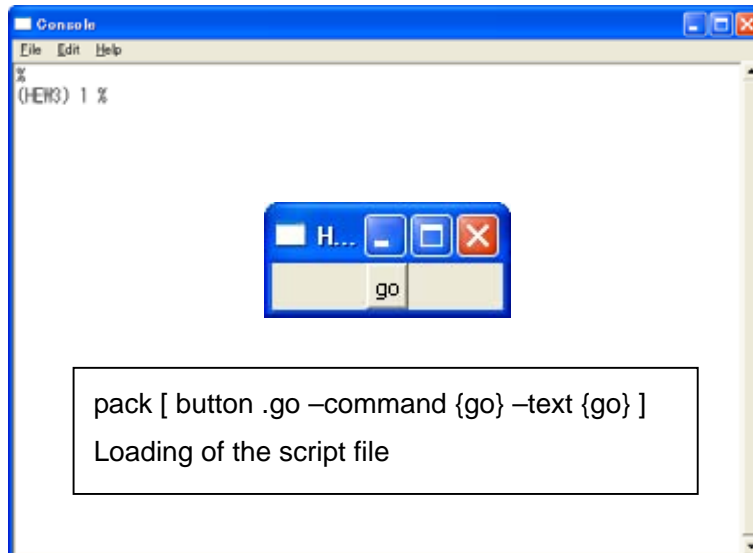 Console
File Edit Help
%
(HEW3) 1 %
H...
go
pack [ button .go –command {go} –text {go} ]
Loading of the script file